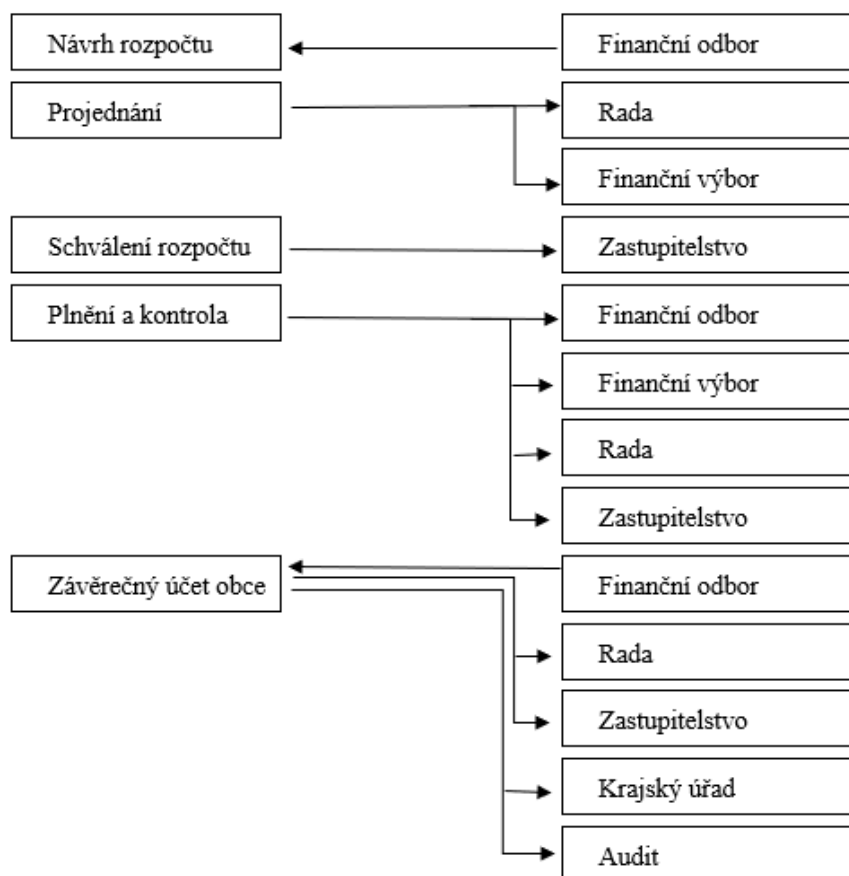 Návrh rozpočtu
Finanční odbor
Projednání
Rada
Finanční výbor
Schválení rozpočtu
Zastupitelstvo
Plnění a kontrola
Finanční odbor
Finanční výbor
Rada
Zastupitelstvo
Závěrečný účet obce
Finanční odbor
Rada
Zastupitelstvo
Krajský úřad
Audit